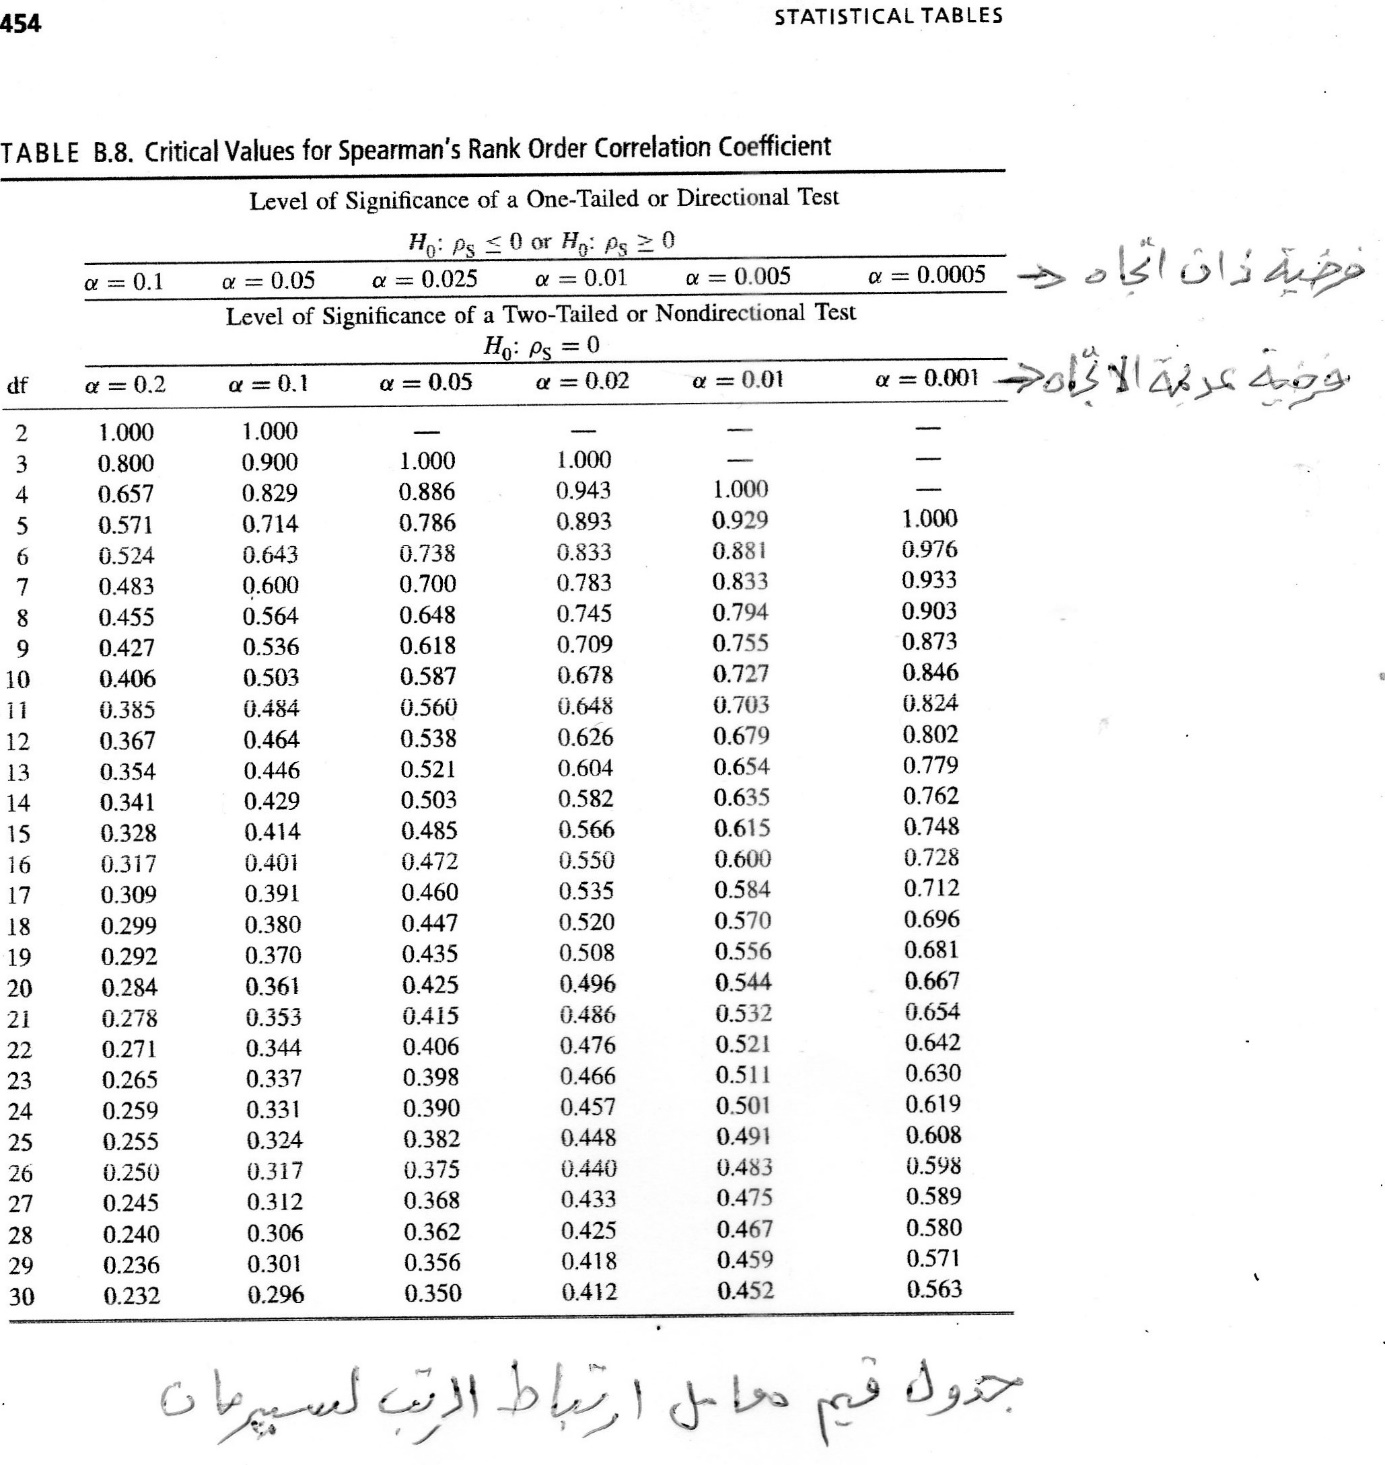 454
STATISTICAL TABLES
TABLE B.8. Critical Values for Spearman's Rank Order Correlation Coefficient
Level of Significance of a One-Tailed or Directional Test
H₀: ρS ≤ 0 or H₀: ρS ≥ 0
α = 0.1 α = 0.05 α = 0.025 α = 0.01 α = 0.005 α = 0.0005 → فرضية ذات اتجاه
Level of Significance of a Two-Tailed or Nondirectional Test
H₀: ρS = 0
df α = 0.2 α = 0.1 α = 0.05 α = 0.02 α = 0.01 α = 0.001 → فرضية عديمة الاتجاه
2 1.000 1.000 — — — —
3 0.800 0.900 1.000 1.000 — —
4 0.657 0.829 0.886 0.943 1.000 —
5 0.571 0.714 0.786 0.893 0.929 1.000
6 0.524 0.643 0.738 0.833 0.881 0.976
7 0.483 0.600 0.700 0.783 0.833 0.933
8 0.455 0.564 0.648 0.745 0.794 0.903
9 0.427 0.536 0.618 0.709 0.755 0.873
10 0.406 0.503 0.587 0.678 0.727 0.846
11 0.385 0.484 0.560 0.648 0.703 0.824
12 0.367 0.464 0.538 0.626 0.679 0.802
13 0.354 0.446 0.521 0.604 0.654 0.779
14 0.341 0.429 0.503 0.582 0.635 0.762
15 0.328 0.414 0.485 0.566 0.615 0.748
16 0.317 0.401 0.472 0.550 0.600 0.728
17 0.309 0.391 0.460 0.535 0.584 0.712
18 0.299 0.380 0.447 0.520 0.570 0.696
19 0.292 0.370 0.435 0.508 0.556 0.681
20 0.284 0.361 0.425 0.496 0.544 0.667
21 0.278 0.353 0.415 0.486 0.532 0.654
22 0.271 0.344 0.406 0.476 0.521 0.642
23 0.265 0.337 0.398 0.466 0.511 0.630
24 0.259 0.331 0.390 0.457 0.501 0.619
25 0.255 0.324 0.382 0.448 0.491 0.608
26 0.250 0.317 0.375 0.440 0.483 0.598
27 0.245 0.312 0.368 0.433 0.475 0.589
28 0.240 0.306 0.362 0.425 0.467 0.580
29 0.236 0.301 0.356 0.418 0.459 0.571
30 0.232 0.296 0.350 0.412 0.452 0.563
جدول قيم معامل ارتباط الرتب لسبيرمان